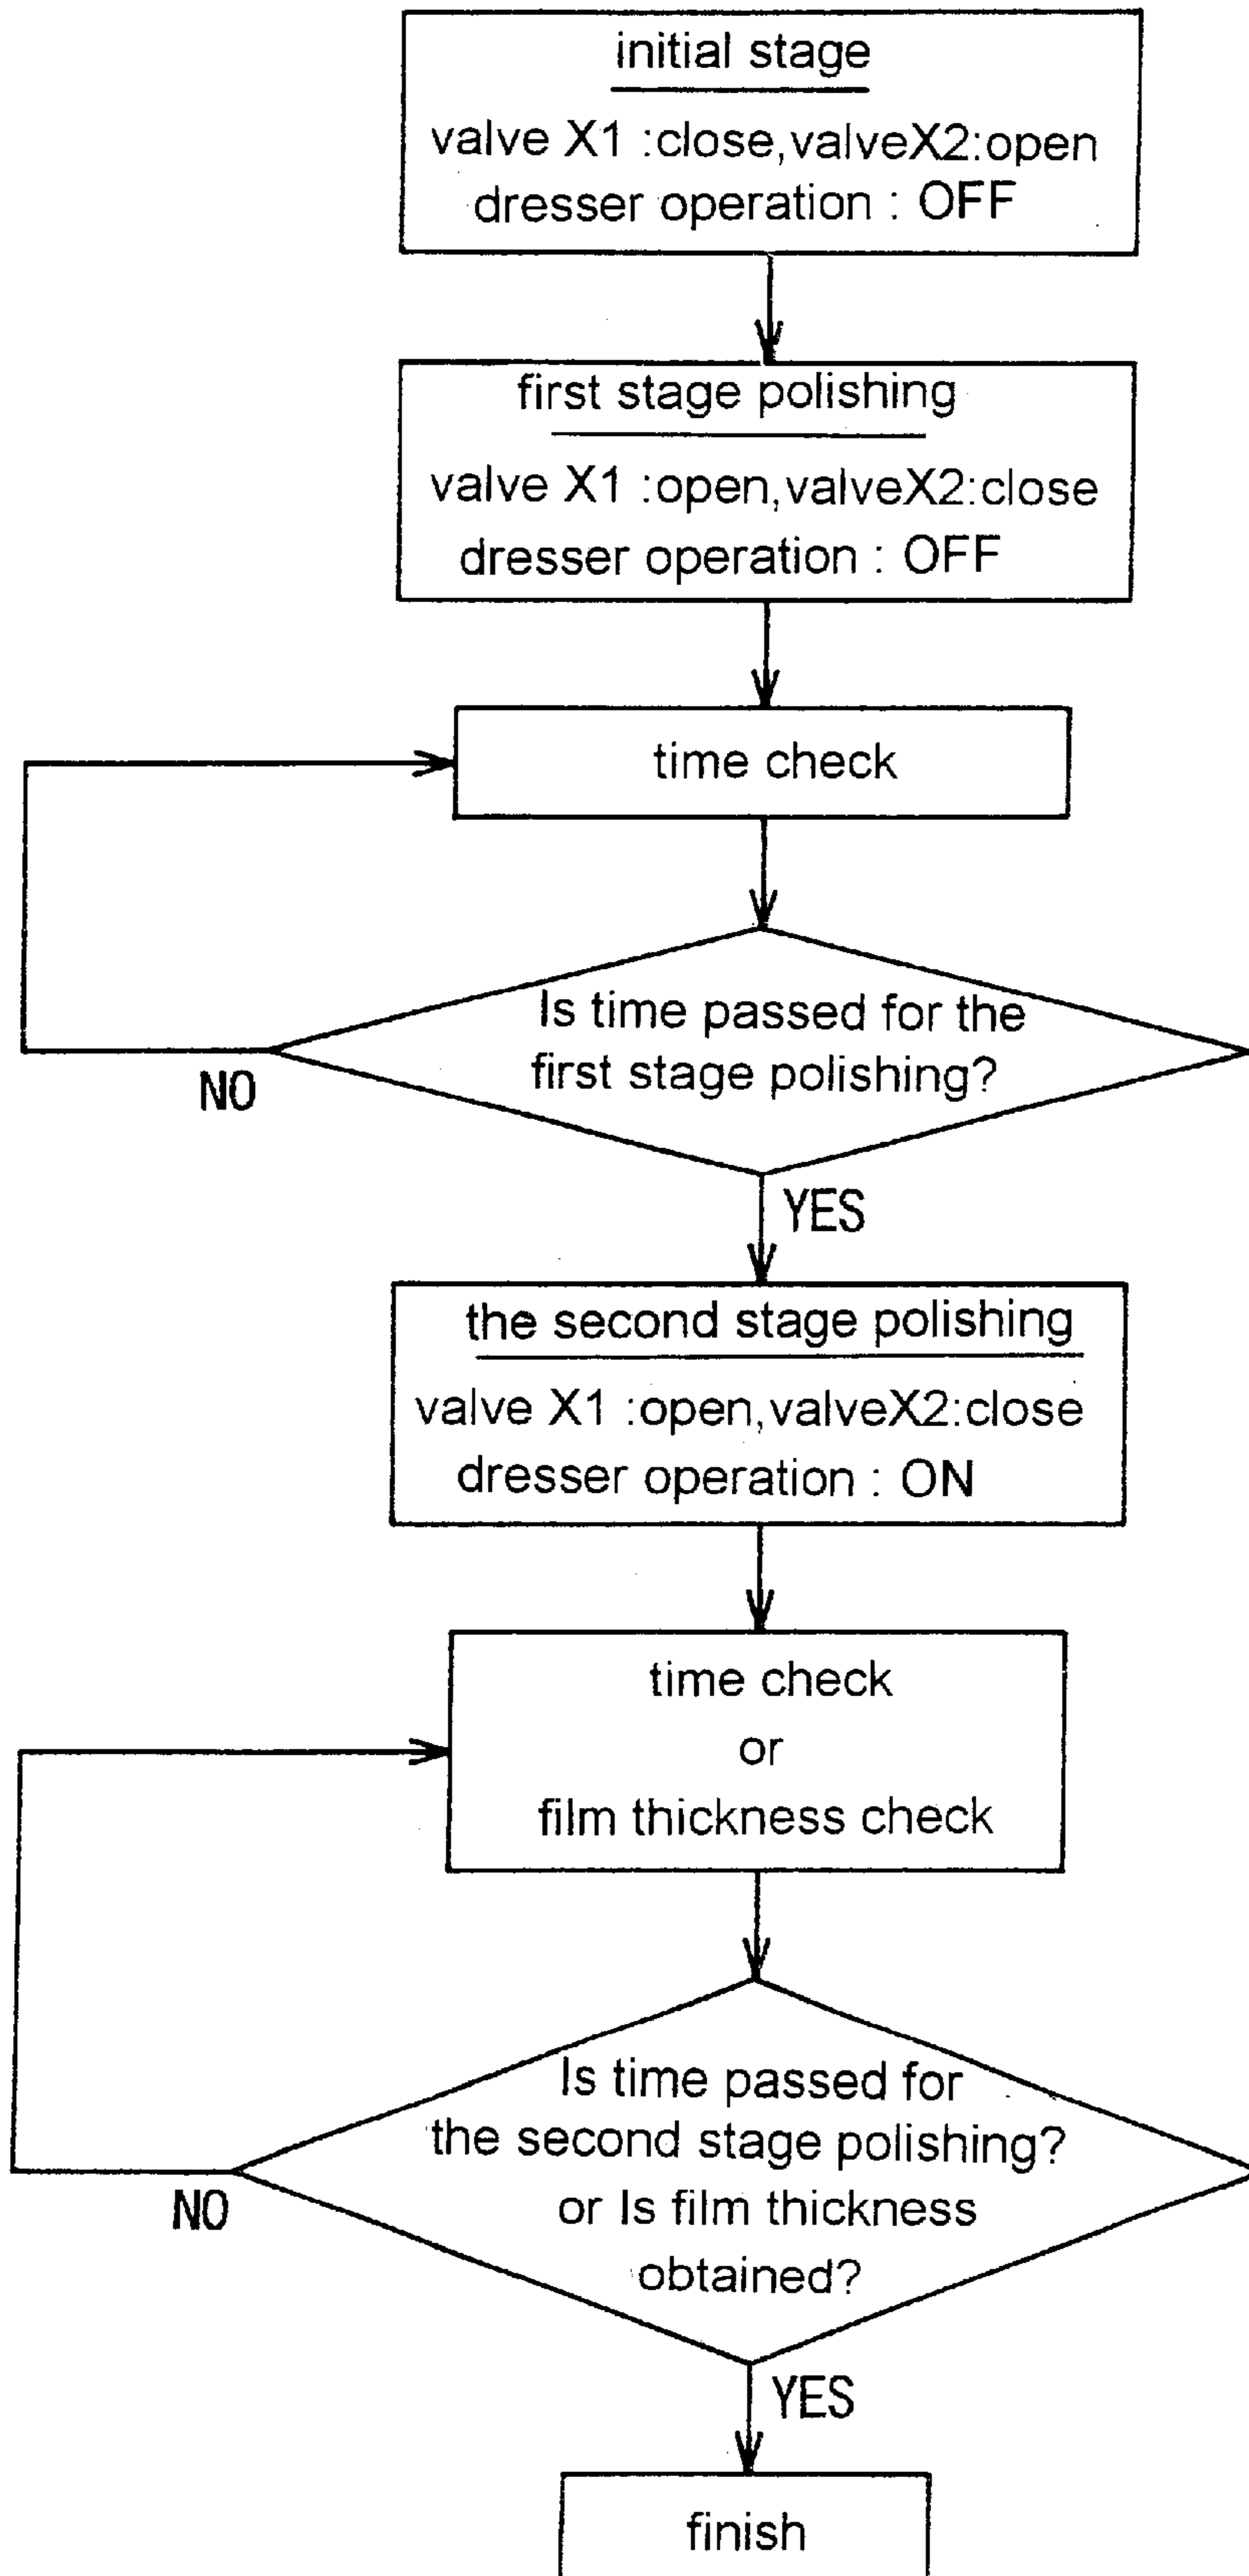 initial stage
valve X1 :close,valveX2:open
dresser operation : OFF
first stage polishing
valve X1 :open,valveX2:close
dresser operation : OFF
time check
Is time passed for the
first stage polishing?
NO
YES
the second stage polishing
valve X1 :open,valveX2:close
dresser operation : ON
time check
or
film thickness check
Is time passed for
the second stage polishing?
or Is film thickness
obtained?
NO
YES
finish